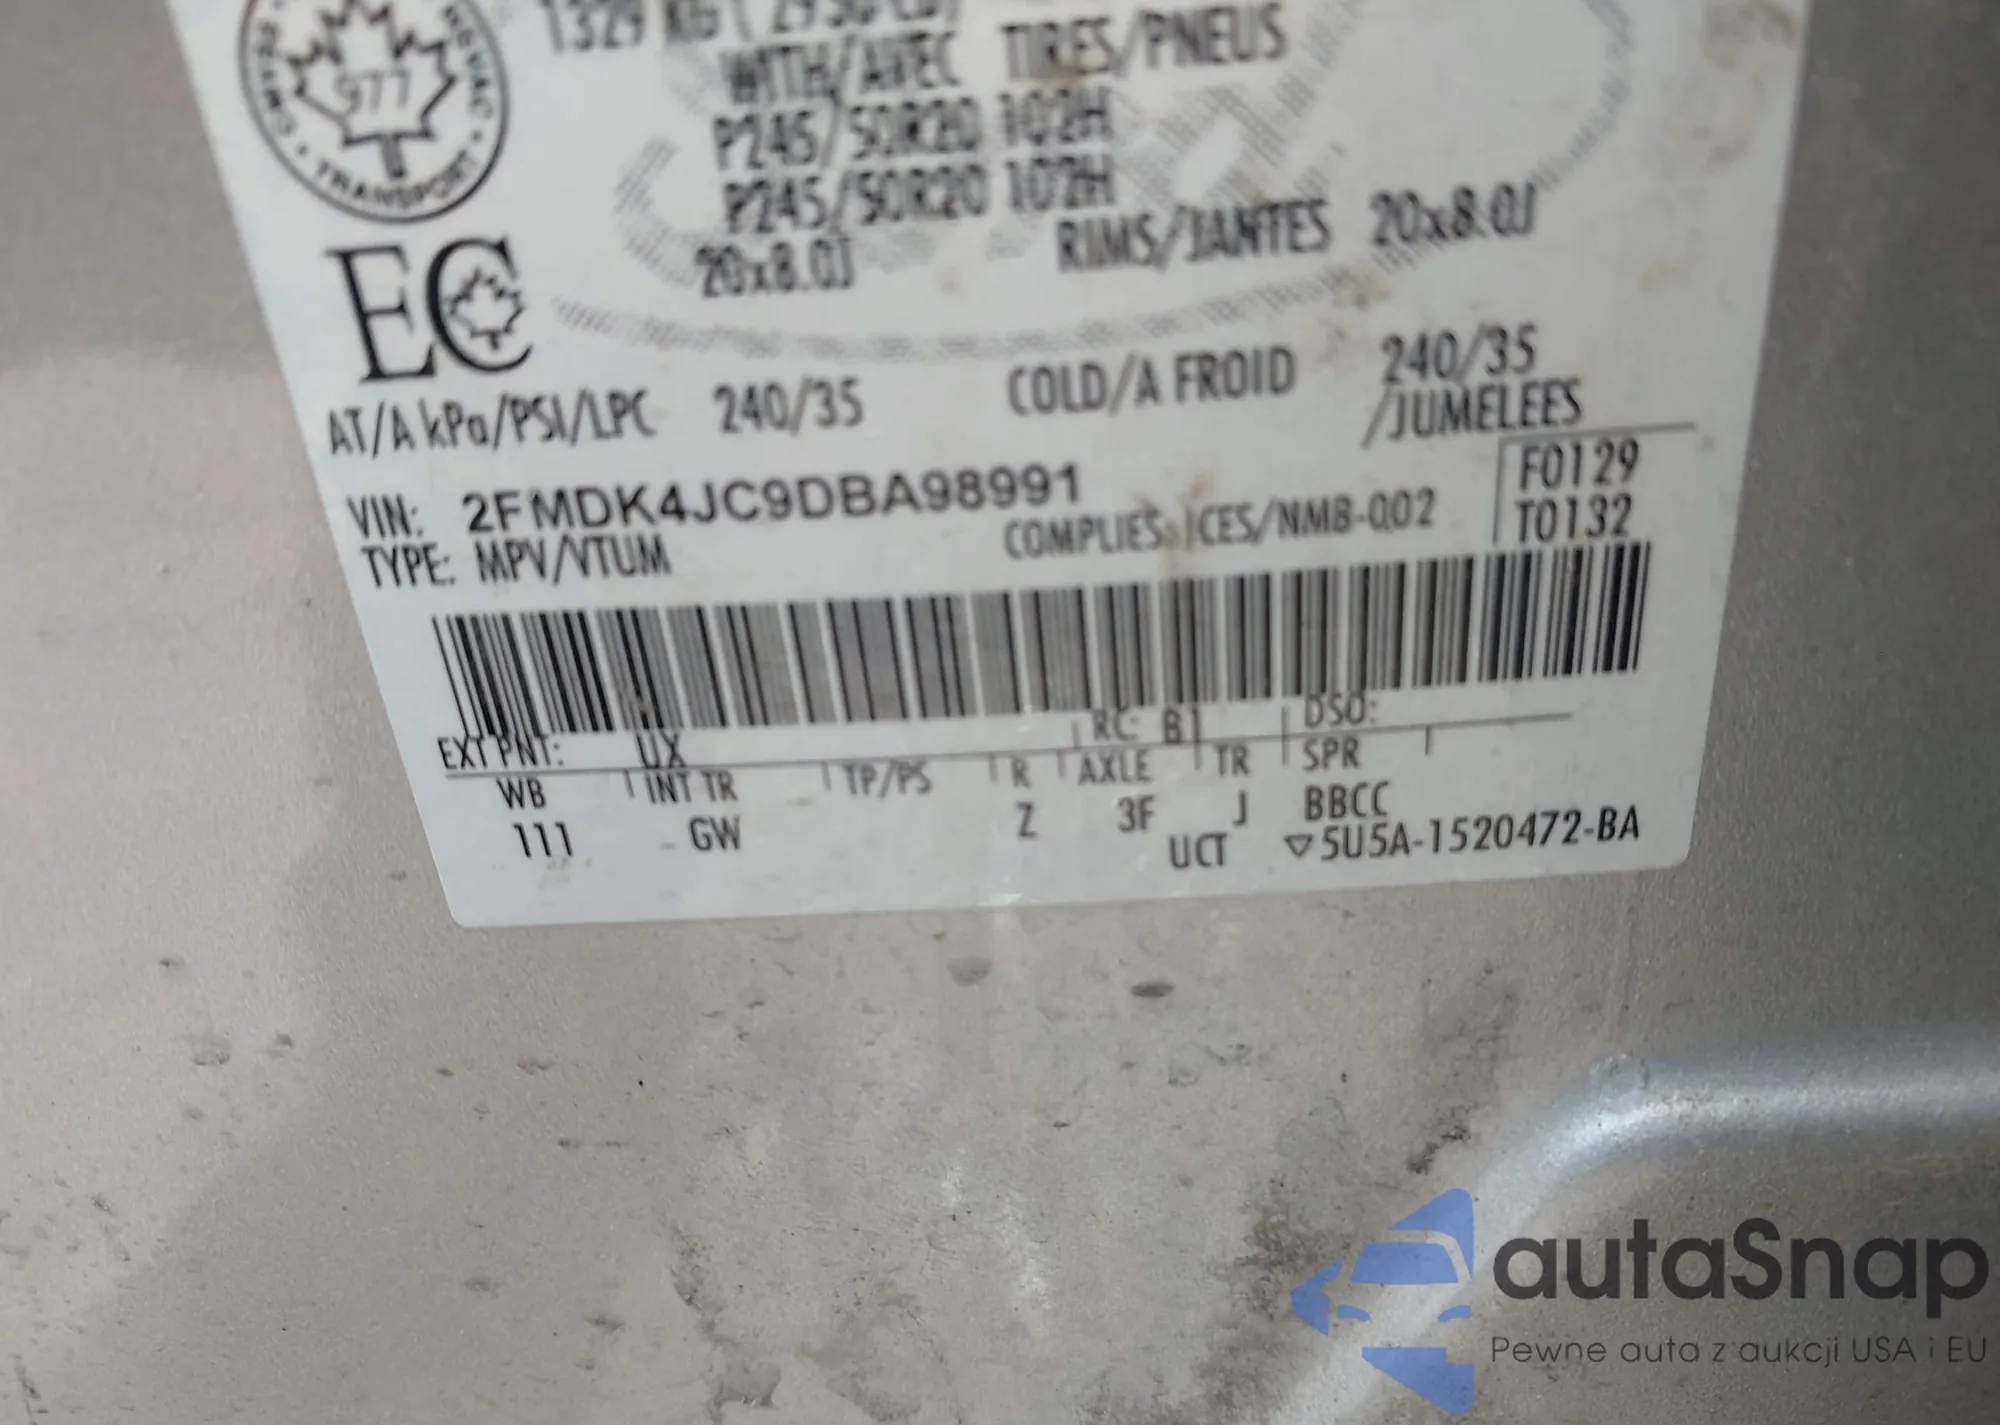 977
TRANSPORT
1329 KG
WITH/AVEC TIRES/PNEUS
P245/50R20 102H
P245/50R20 102H
20x8.0J RIMS/JANTES 20x8.0J
EC
AT/A kPa/PSI/LPC 240/35 COLD/A FROID 240/35
/JUMELEES
VIN: 2FMDK4JC9DBA98991
F0129
TYPE: MPV/VTUM COMPLIES ICES/NMB-002 T0132
EXT PNT: UX RC: B1 DSO:
WB INT TR TP/PS R AXLE TR SPR
111 GW Z 3F J BBCC
UCT ▽5U5A-1520472-BA
autaSnap
Pewne auta z aukcji USA i EU